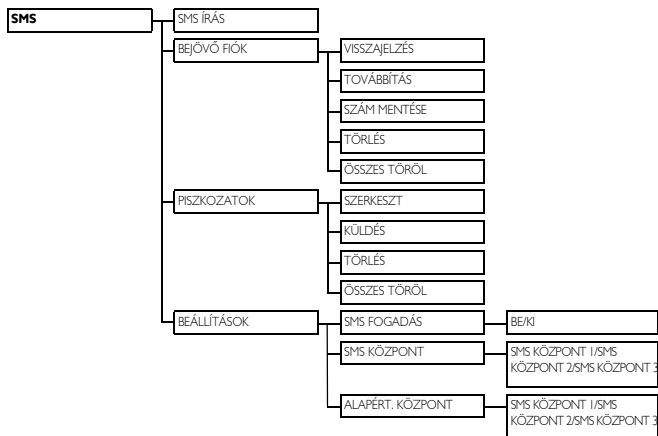 SMS
SMS ÍRÁS
BEJÖVŐ FIÓK
VISSZAJELZÉS
TOVÁBBÍTÁS
SZÁM MENTÉSE
TÖRLÉS
ÖSSZES TÖRÖL
PISZKOZATOK
SZERKESZT
KÜLDÉS
TÖRLÉS
ÖSSZES TÖRÖL
BEÁLLÍTÁSOK
SMS FOGADÁS
BE/KI
SMS KÖZPONT
SMS KÖZPONT 1/SMS
KÖZPONT 2/SMS KÖZPONT 3
ALAPÉRT. KÖZPONT
SMS KÖZPONT 1/SMS
KÖZPONT 2/SMS KÖZPONT 3